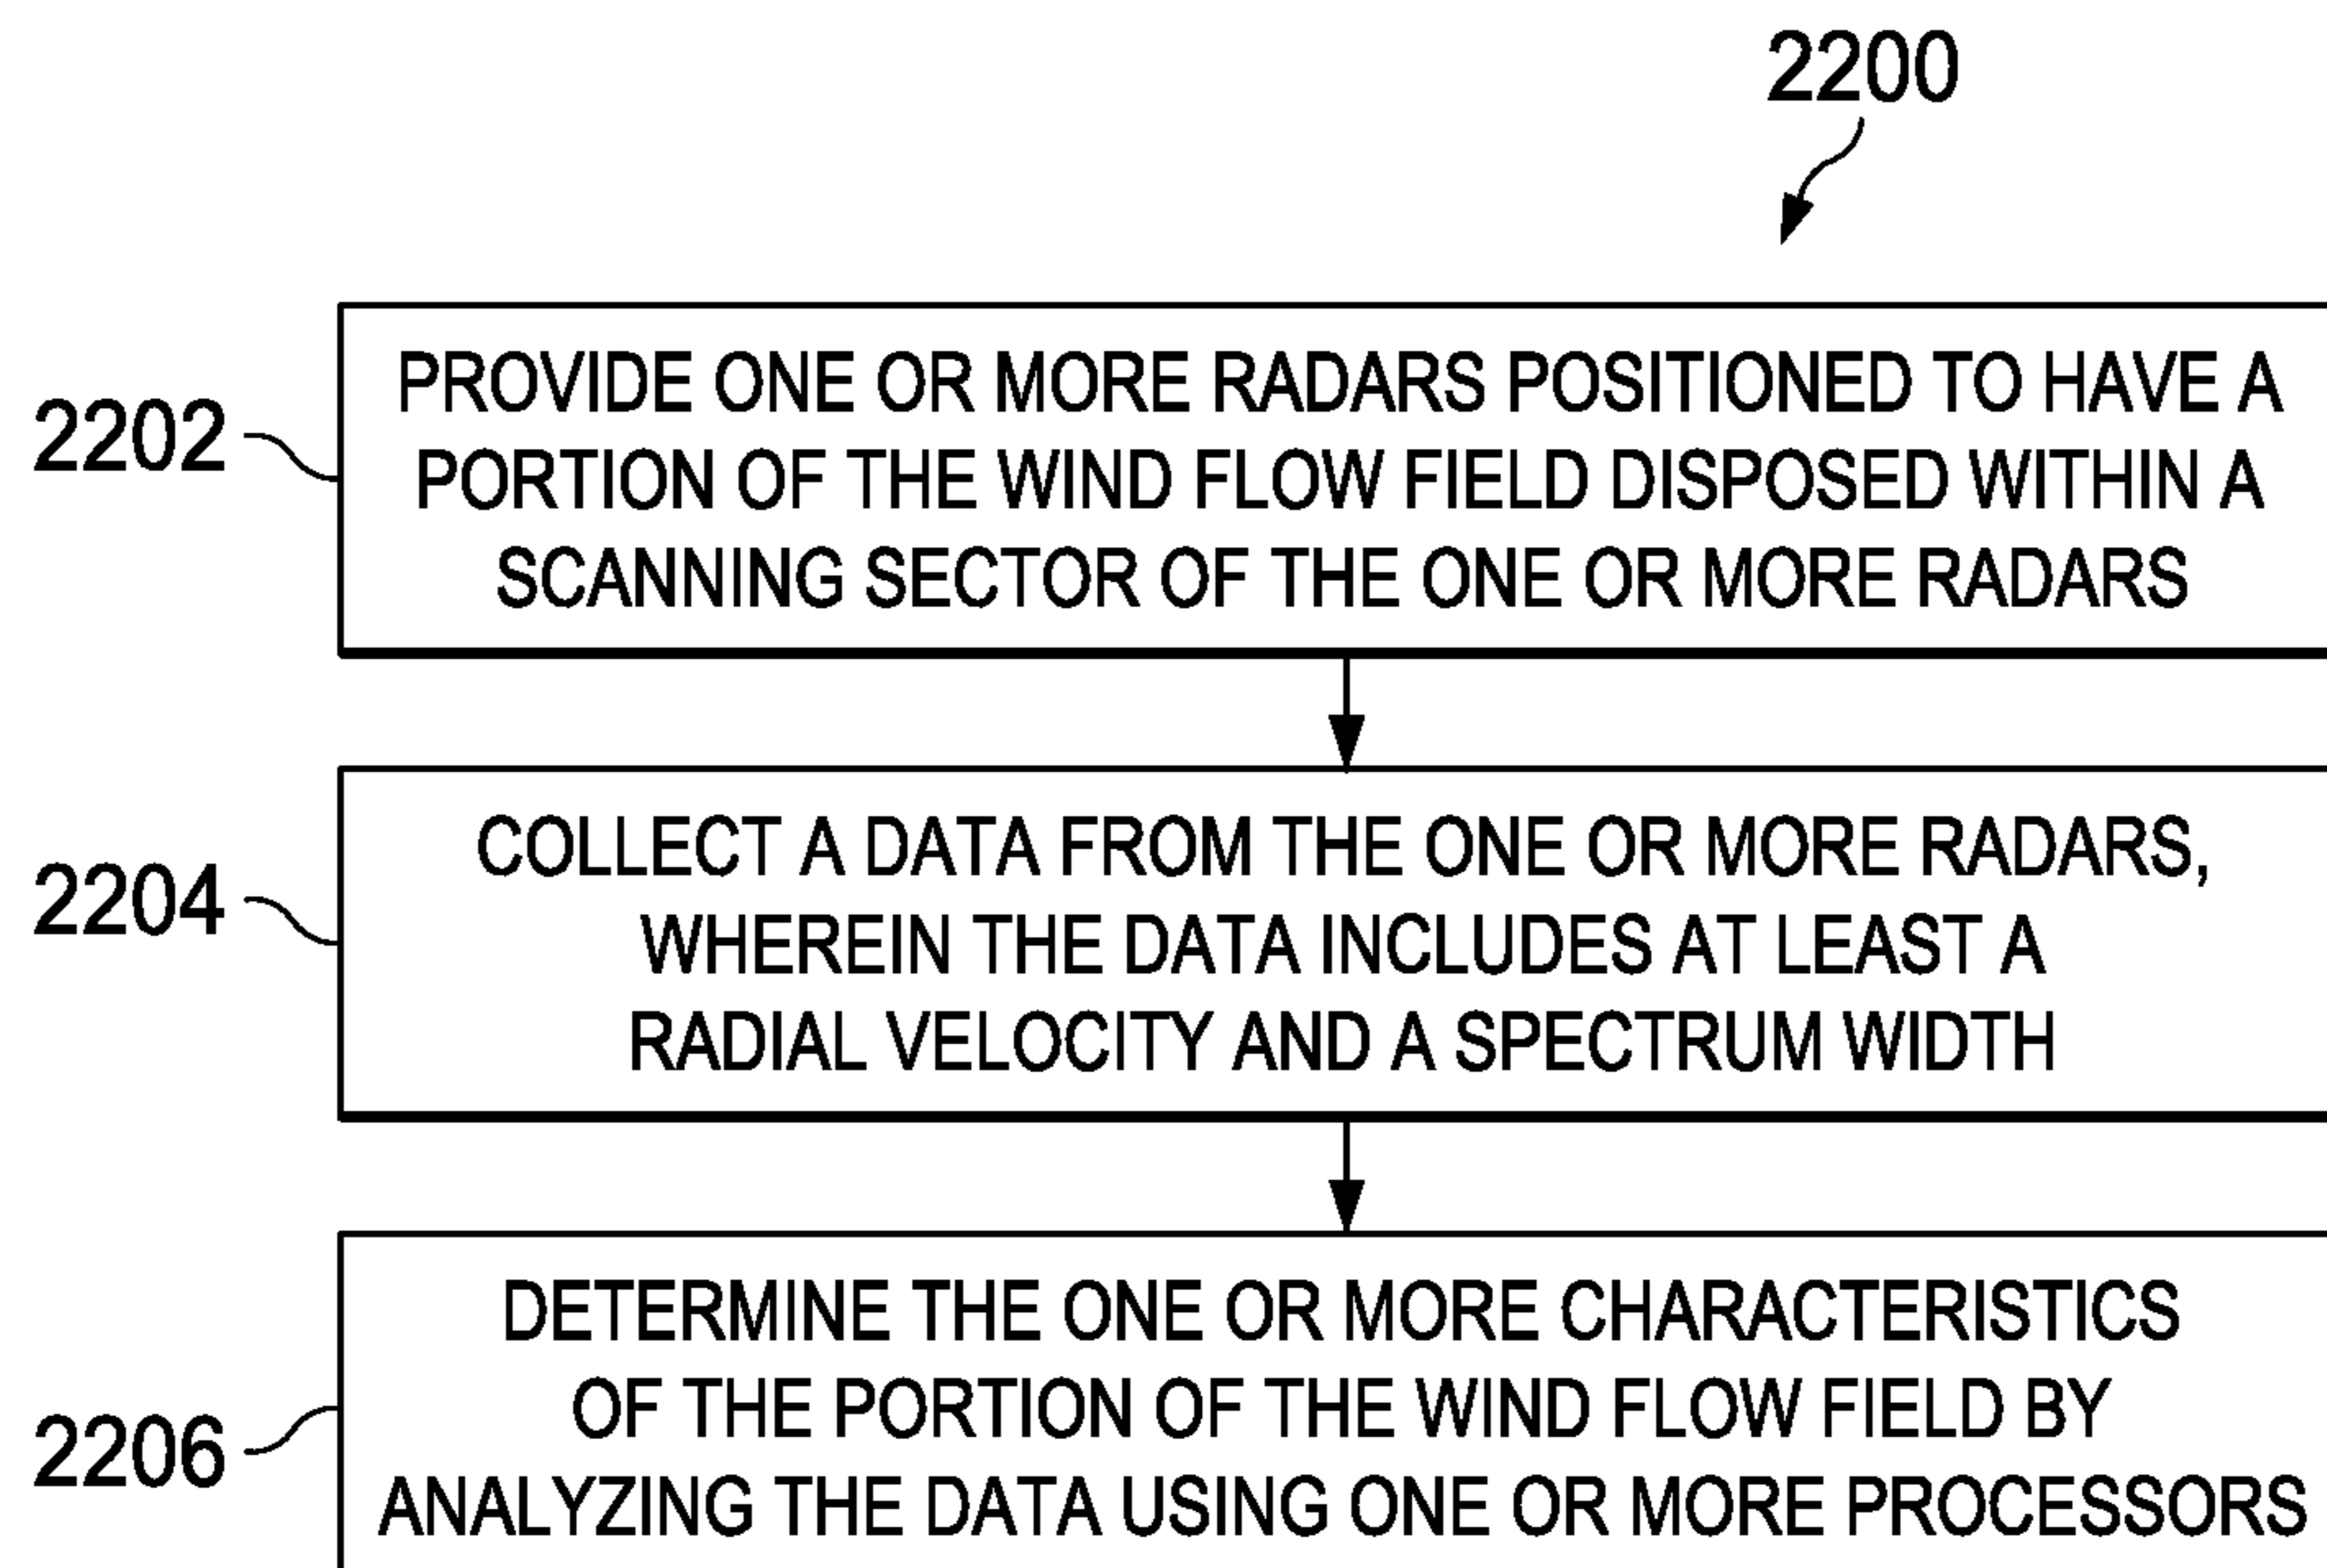 2200
2202
PROVIDE ONE OR MORE RADARS POSITIONED TO HAVE A
PORTION OF THE WIND FLOW FIELD DISPOSED WITHIN A
SCANNING SECTOR OF THE ONE OR MORE RADARS
2204
COLLECT A DATA FROM THE ONE OR MORE RADARS,
WHEREIN THE DATA INCLUDES AT LEAST A
RADIAL VELOCITY AND A SPECTRUM WIDTH
2206
DETERMINE THE ONE OR MORE CHARACTERISTICS
OF THE PORTION OF THE WIND FLOW FIELD BY
ANALYZING THE DATA USING ONE OR MORE PROCESSORS